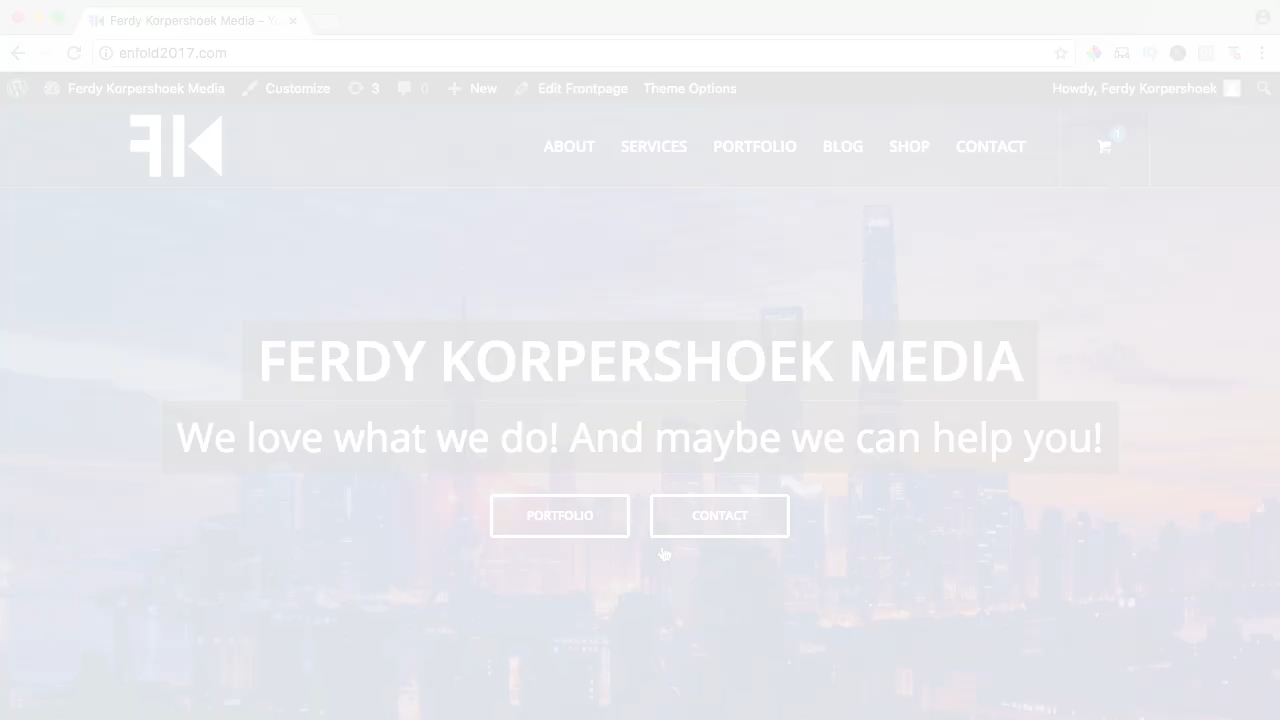 Ferdy Korpershoek Media – Yo
enfold2017.com
Ferdy Korpershoek Media Customize 3 0 New Edit Frontpage Theme Options Howdy, Ferdy Korpershoek
FK ABOUT SERVICES PORTFOLIO BLOG SHOP CONTACT 1
FERDY KORPERSHOEK MEDIA
We love what we do! And maybe we can help you!
PORTFOLIO CONTACT